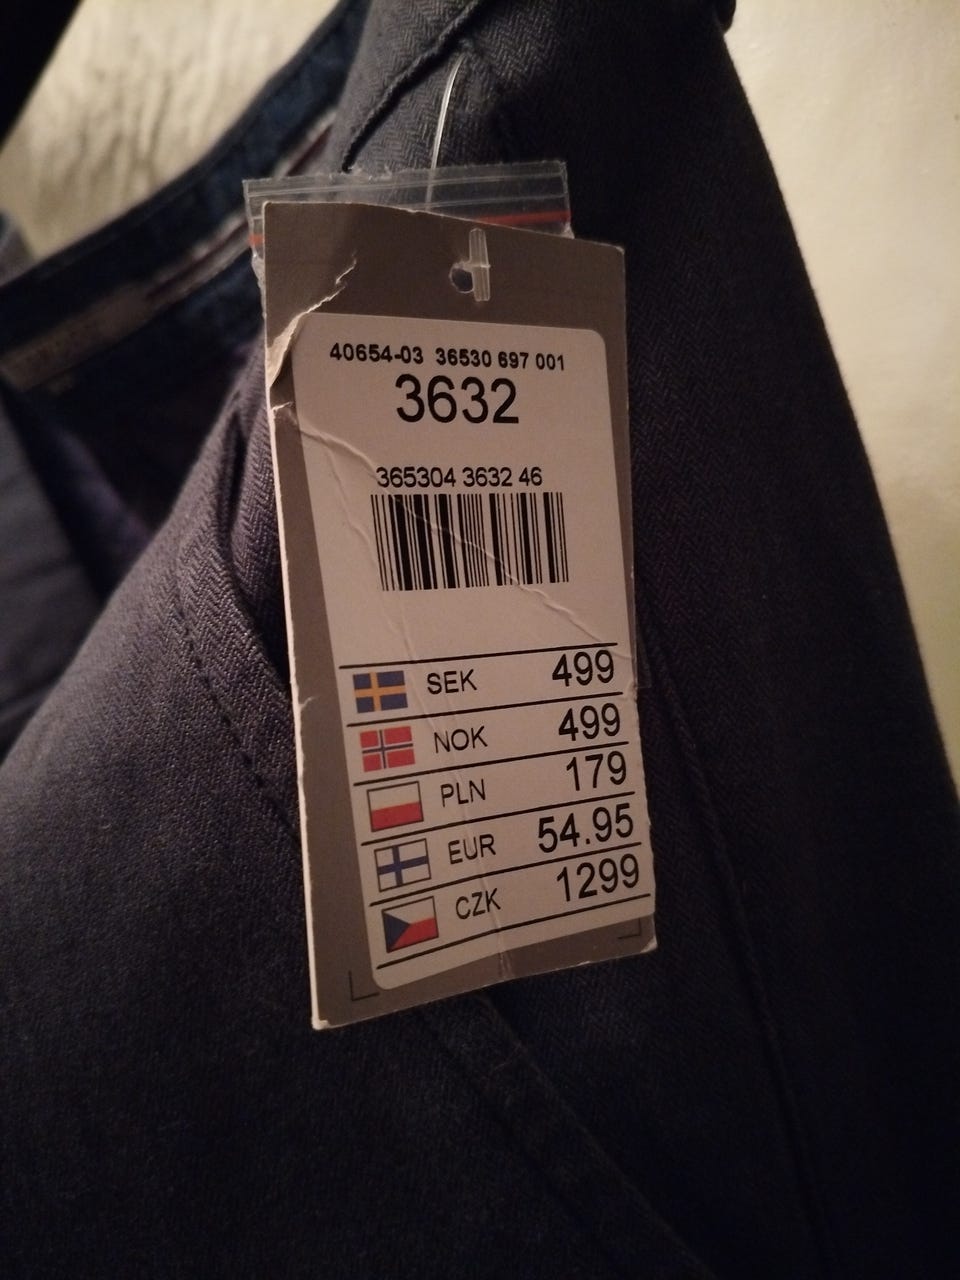 40654-03 36530 697 001
3632
365304 3632 46
SEK 499
NOK 499
PLN 179
EUR 54.95
CZK 1299